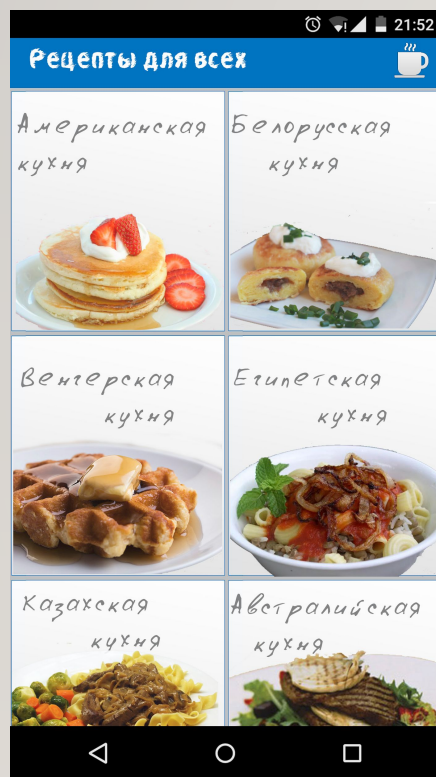 21:52
Рецепты для всех
Американская
кухня
Белорусская
кухня
Венгерская
кухня
Египетская
кухня
Казахская
кухня
Австралийская
кухня